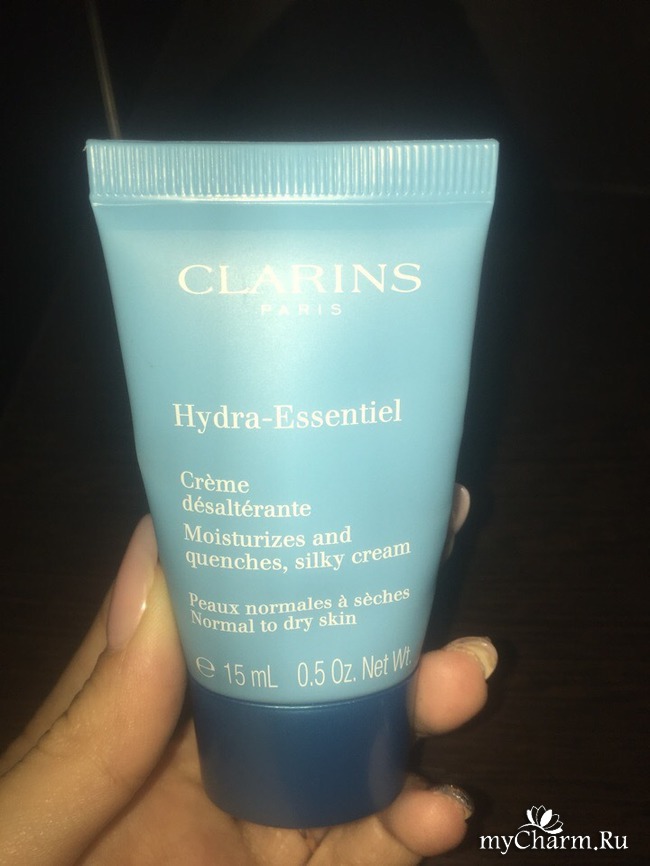 CLARINS
PARIS
Hydra-Essentiel
Crème
désaltérante
Moisturizes and
quenches, silky cream
Peaux normales à sèches
Normal to dry skin
℮ 15 mL 0.5 Oz. Net Wt.
myCharm.Ru